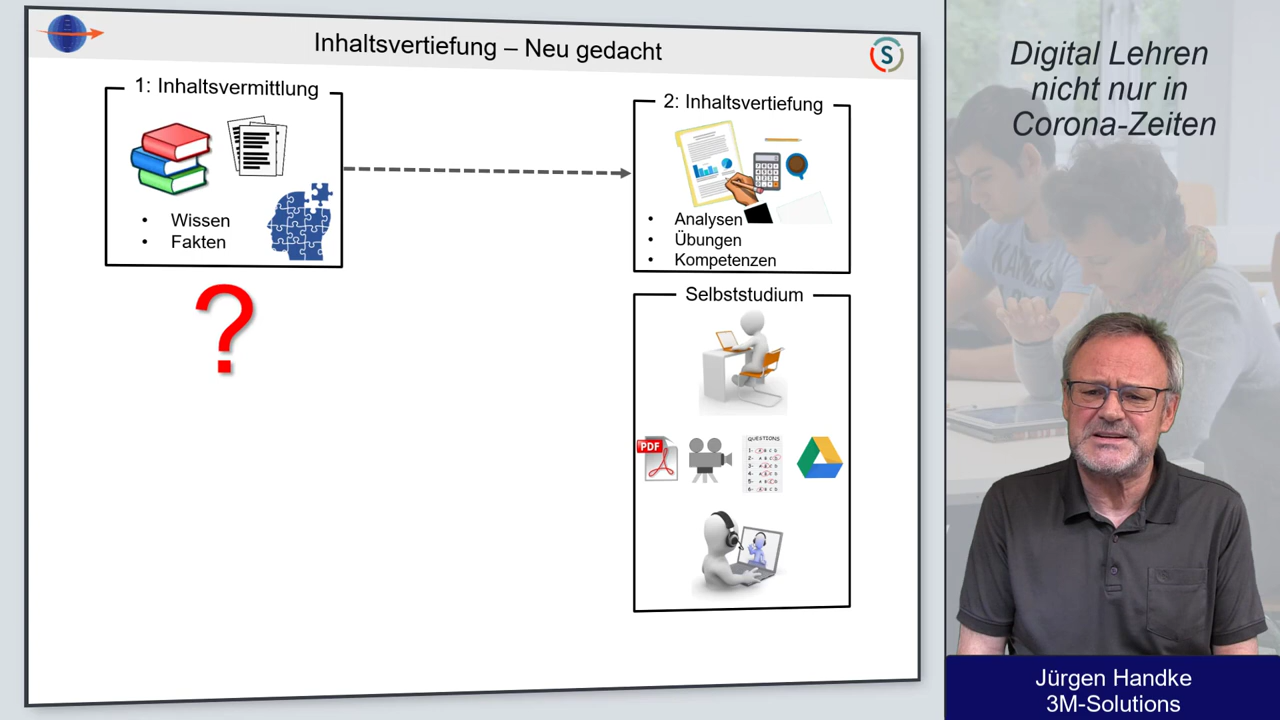 Inhaltsvertiefung – Neu gedacht
S
1: Inhaltsvermittlung
• Wissen
• Fakten
?
2: Inhaltsvertiefung
• Analysen
• Übungen
• Kompetenzen
Selbststudium
PDF
QUESTIONS
Digital Lehren
nicht nur in
Corona-Zeiten
KANSAS
Jürgen Handke
3M-Solutions